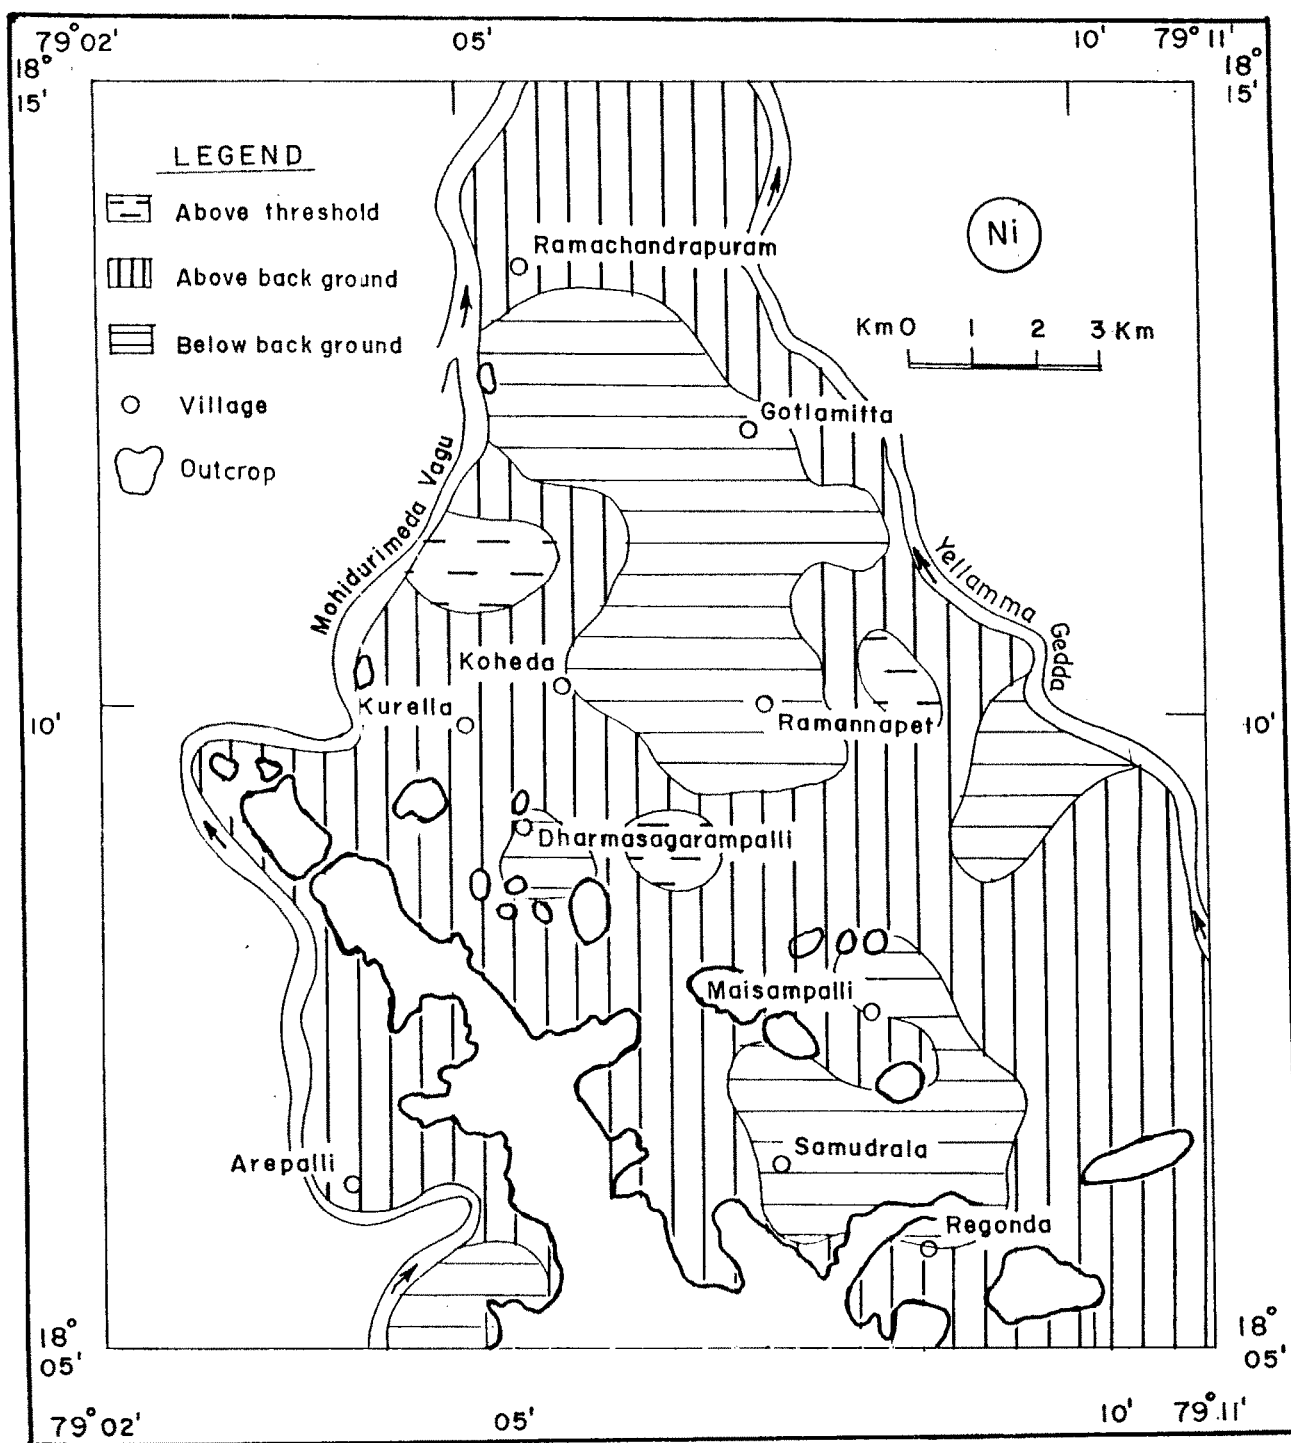 79° 02'
05'
10'
79° 11'
18°
15'
18°
15'
LEGEND
Above threshold
Above back ground
Below back ground
Village
Outcrop
Ni
Km 0 1 2 3 Km
Ramachandrapuram
Gotlamitta
Mohidurimeda Vagu
Yellamma Gedda
Koheda
Kurella
Ramannapet
10'
10'
Dharmasagarampalli
Maisampalli
Arepalli
Samudrala
Regonda
18°
05'
18°
05'
79° 02'
05'
10'
79° 11'